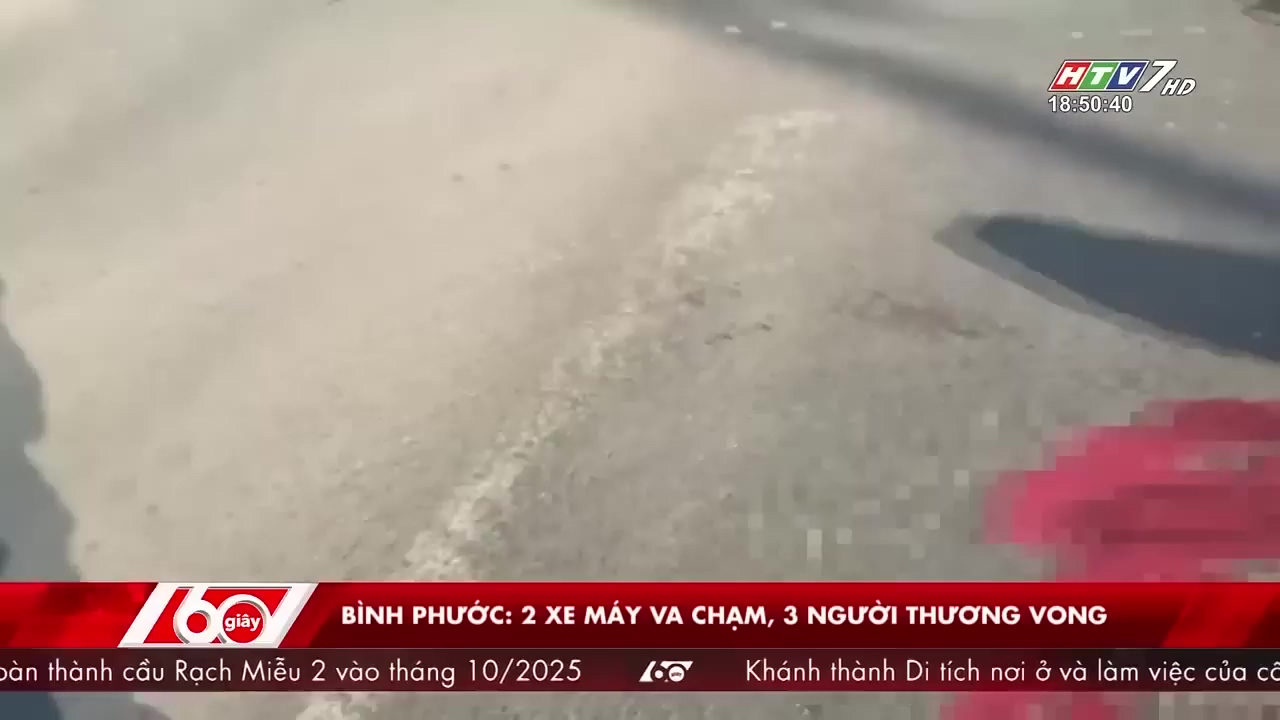 HTV7 HD
18:50:40
60 giây
BÌNH PHƯỚC: 2 XE MÁY VA CHẠM, 3 NGƯỜI THƯƠNG VONG
thành cầu Rạch Miễu 2 vào tháng 10/2025 60 Khánh thành Di tích nơi ở và làm việc của